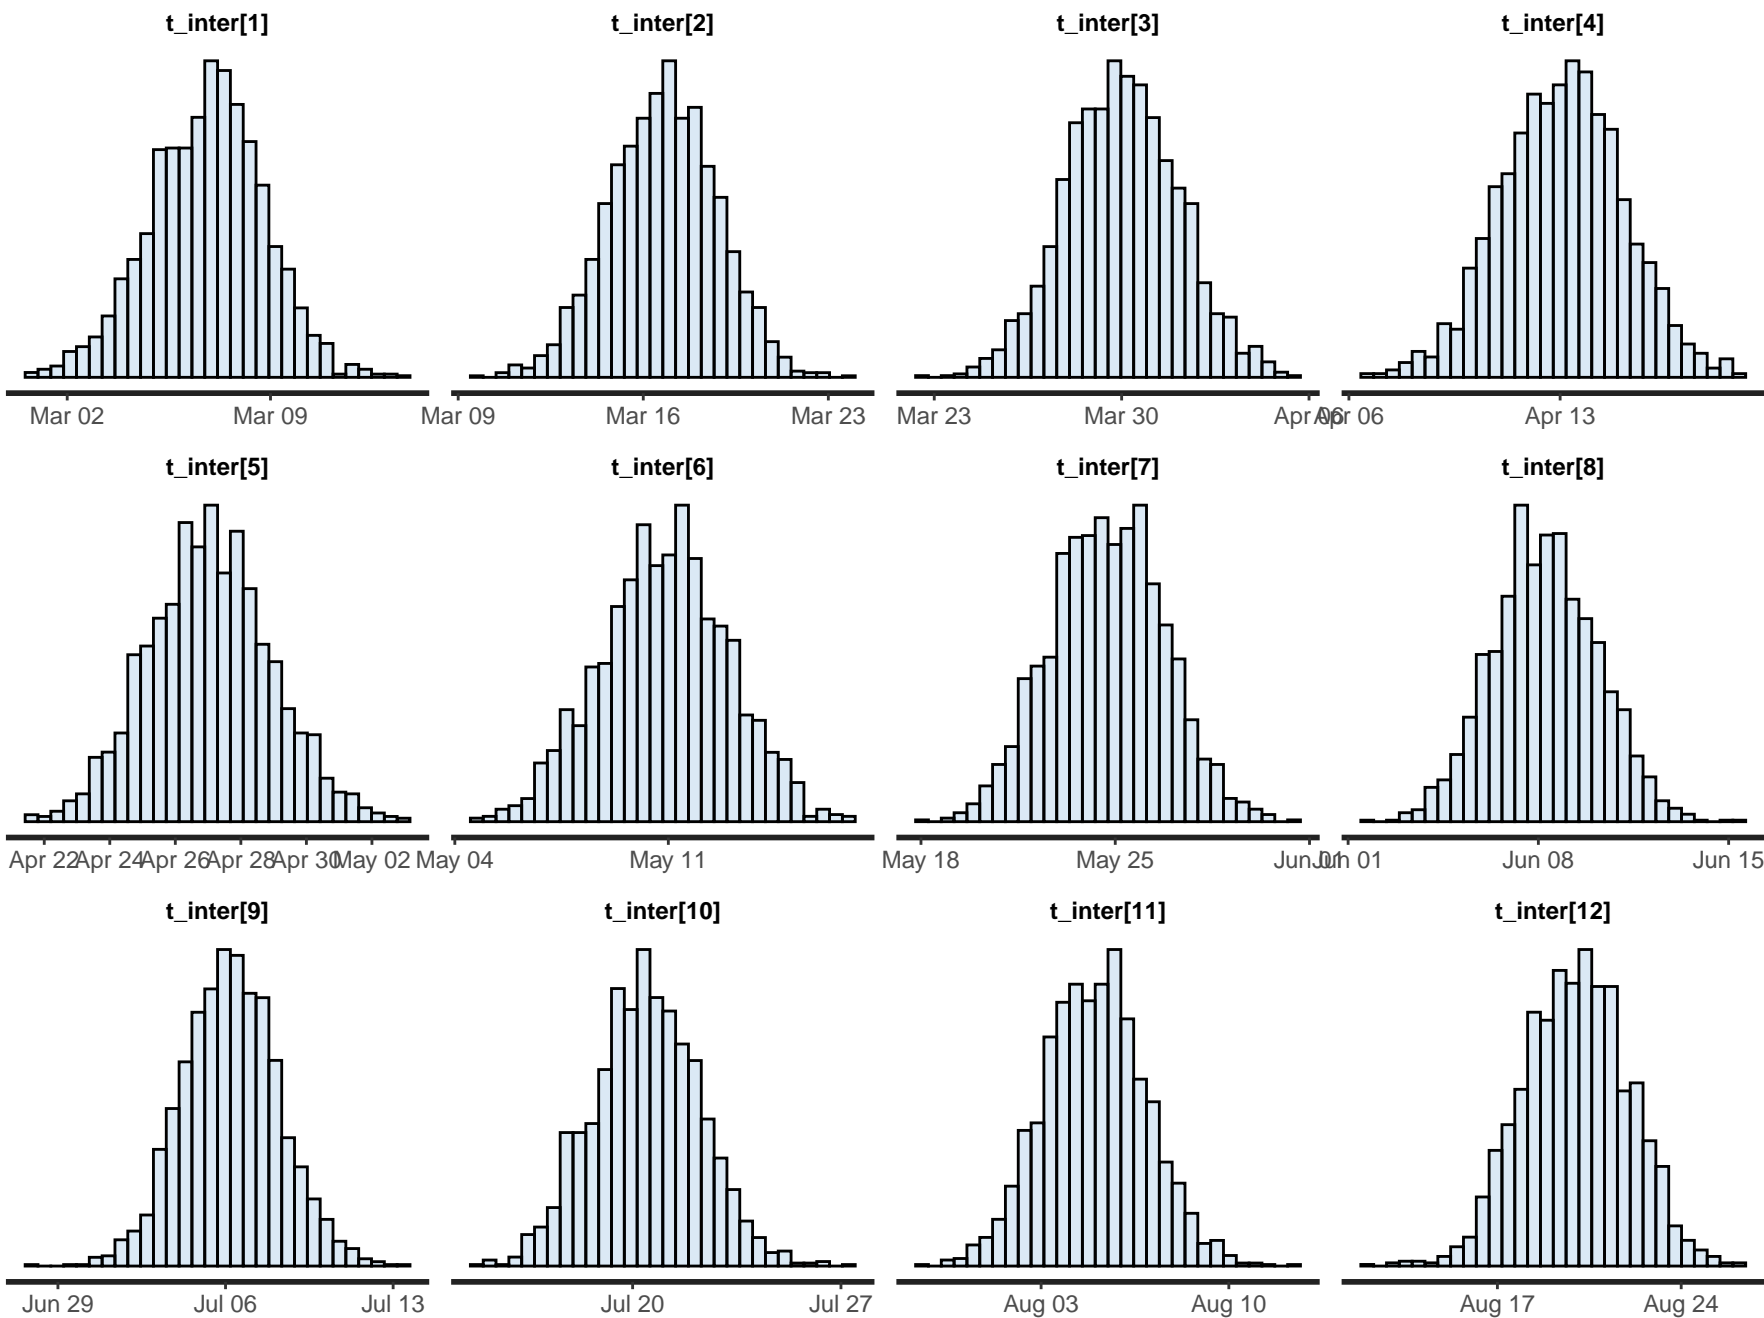 t_inter[1] t_inter[2] t_inter[3] t_inter[4]
Mar 02 Mar 09 Mar 09 Mar 16 Mar 23 Mar 23 Mar 30 Apr 06 Apr 06 Apr 13
t_inter[5] t_inter[6] t_inter[7] t_inter[8]
Apr 22 Apr 24 Apr 26 Apr 28 Apr 30 May 02 May 04 May 11 May 18 May 25 Jun 01 Jun 01 Jun 08 Jun 15
t_inter[9] t_inter[10] t_inter[11] t_inter[12]
Jun 29 Jul 06 Jul 13 Jul 20 Jul 27 Aug 03 Aug 10 Aug 17 Aug 24